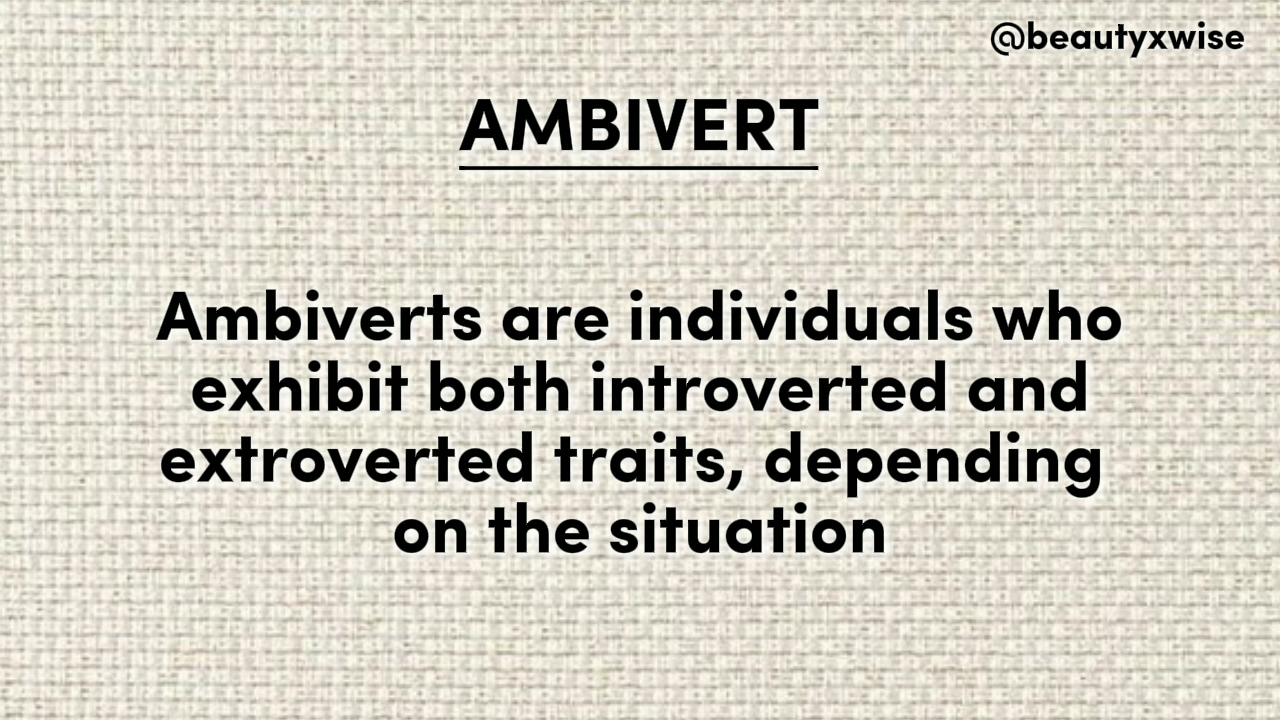 @beautyxwise
AMBIVERT
Ambiverts are individuals who
exhibit both introverted and
extroverted traits, depending
on the situation